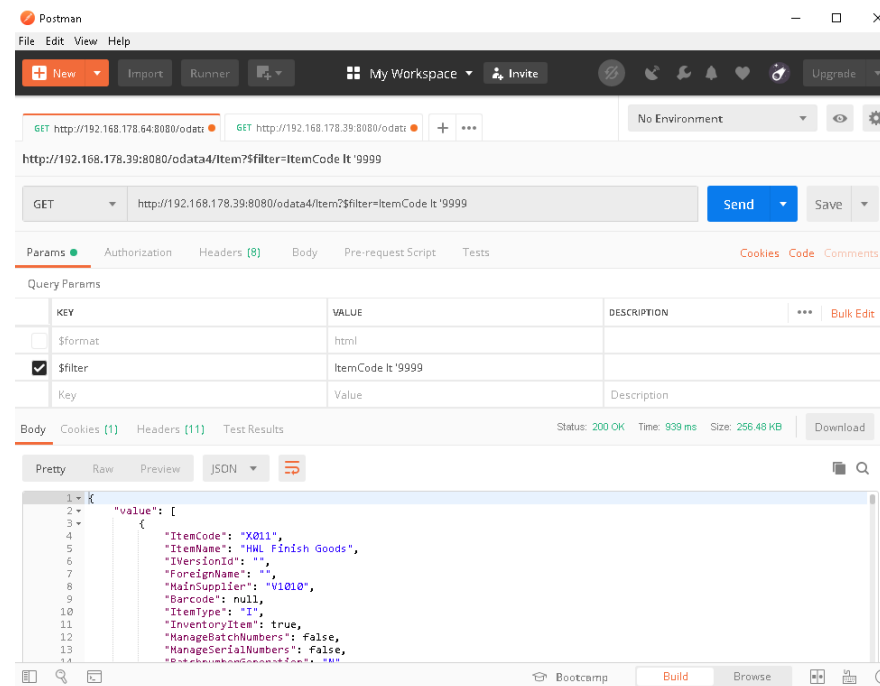 Postman
File Edit View Help
New Import Runner My Workspace Invite Upgrade
GET http://192.168.178.64:8080/odata GET http://192.168.178.39:8080/odata No Environment
http://192.168.178.39:8080/odata4/Item?$filter=ItemCode lt '9999
GET http://192.168.178.39:8080/odata4/Item?$filter=ItemCode lt '9999 Send Save
Params Authorization Headers (8) Body Pre-request Script Tests Cookies Code Comments
Query Params
KEY VALUE DESCRIPTION Bulk Edit
$format html
$filter ItemCode lt '9999
Key Value Description
Body Cookies (1) Headers (11) Test Results Status: 200 OK Time: 939 ms Size: 256.48 KB Download
Pretty Raw Preview JSON
1 {
2 "value": [
3 {
4 "ItemCode": "X011",
5 "ItemName": "HWL Finish Goods",
6 "IVersionId": "",
7 "ForeignName": "",
8 "MainSupplier": "V1010",
9 "Barcode": null,
10 "ItemType": "I",
11 "InventoryItem": true,
12 "ManageBatchNumbers": false,
13 "ManageSerialNumbers": false,
14 "BatchnumberGeneration": "N"
Bootcamp Build Browse